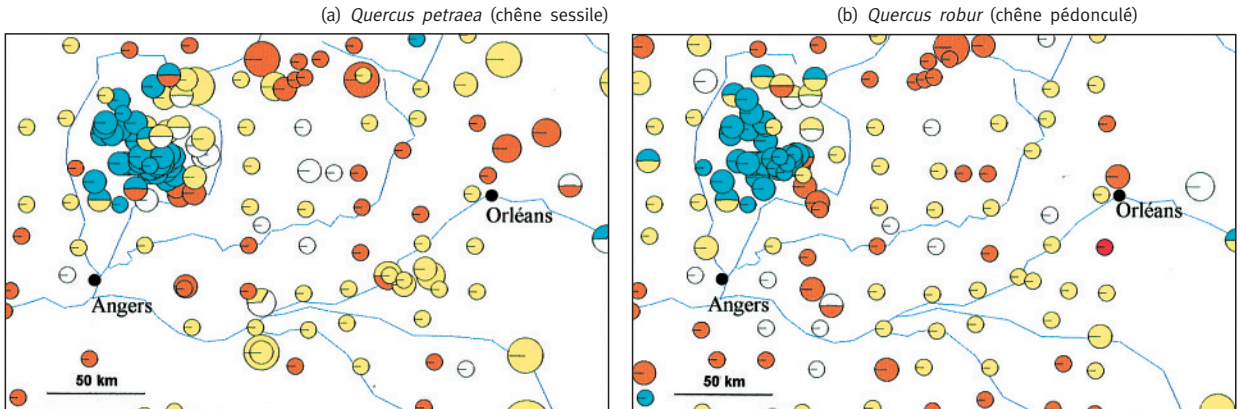 (a) Quercus petraea (chêne sessile)
(b) Quercus robur (chêne pédonculé)
Orléans
Angers
50 km
Orléans
Angers
50 km